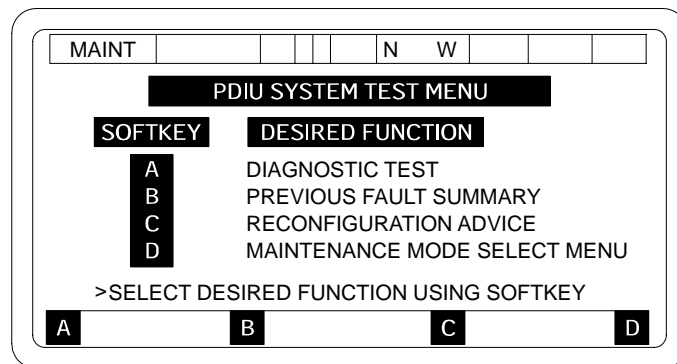 MAINT N W
PDIU SYSTEM TEST MENU
SOFTKEY DESIRED FUNCTION
A DIAGNOSTIC TEST
B PREVIOUS FAULT SUMMARY
C RECONFIGURATION ADVICE
D MAINTENANCE MODE SELECT MENU
>SELECT DESIRED FUNCTION USING SOFTKEY
A B C D